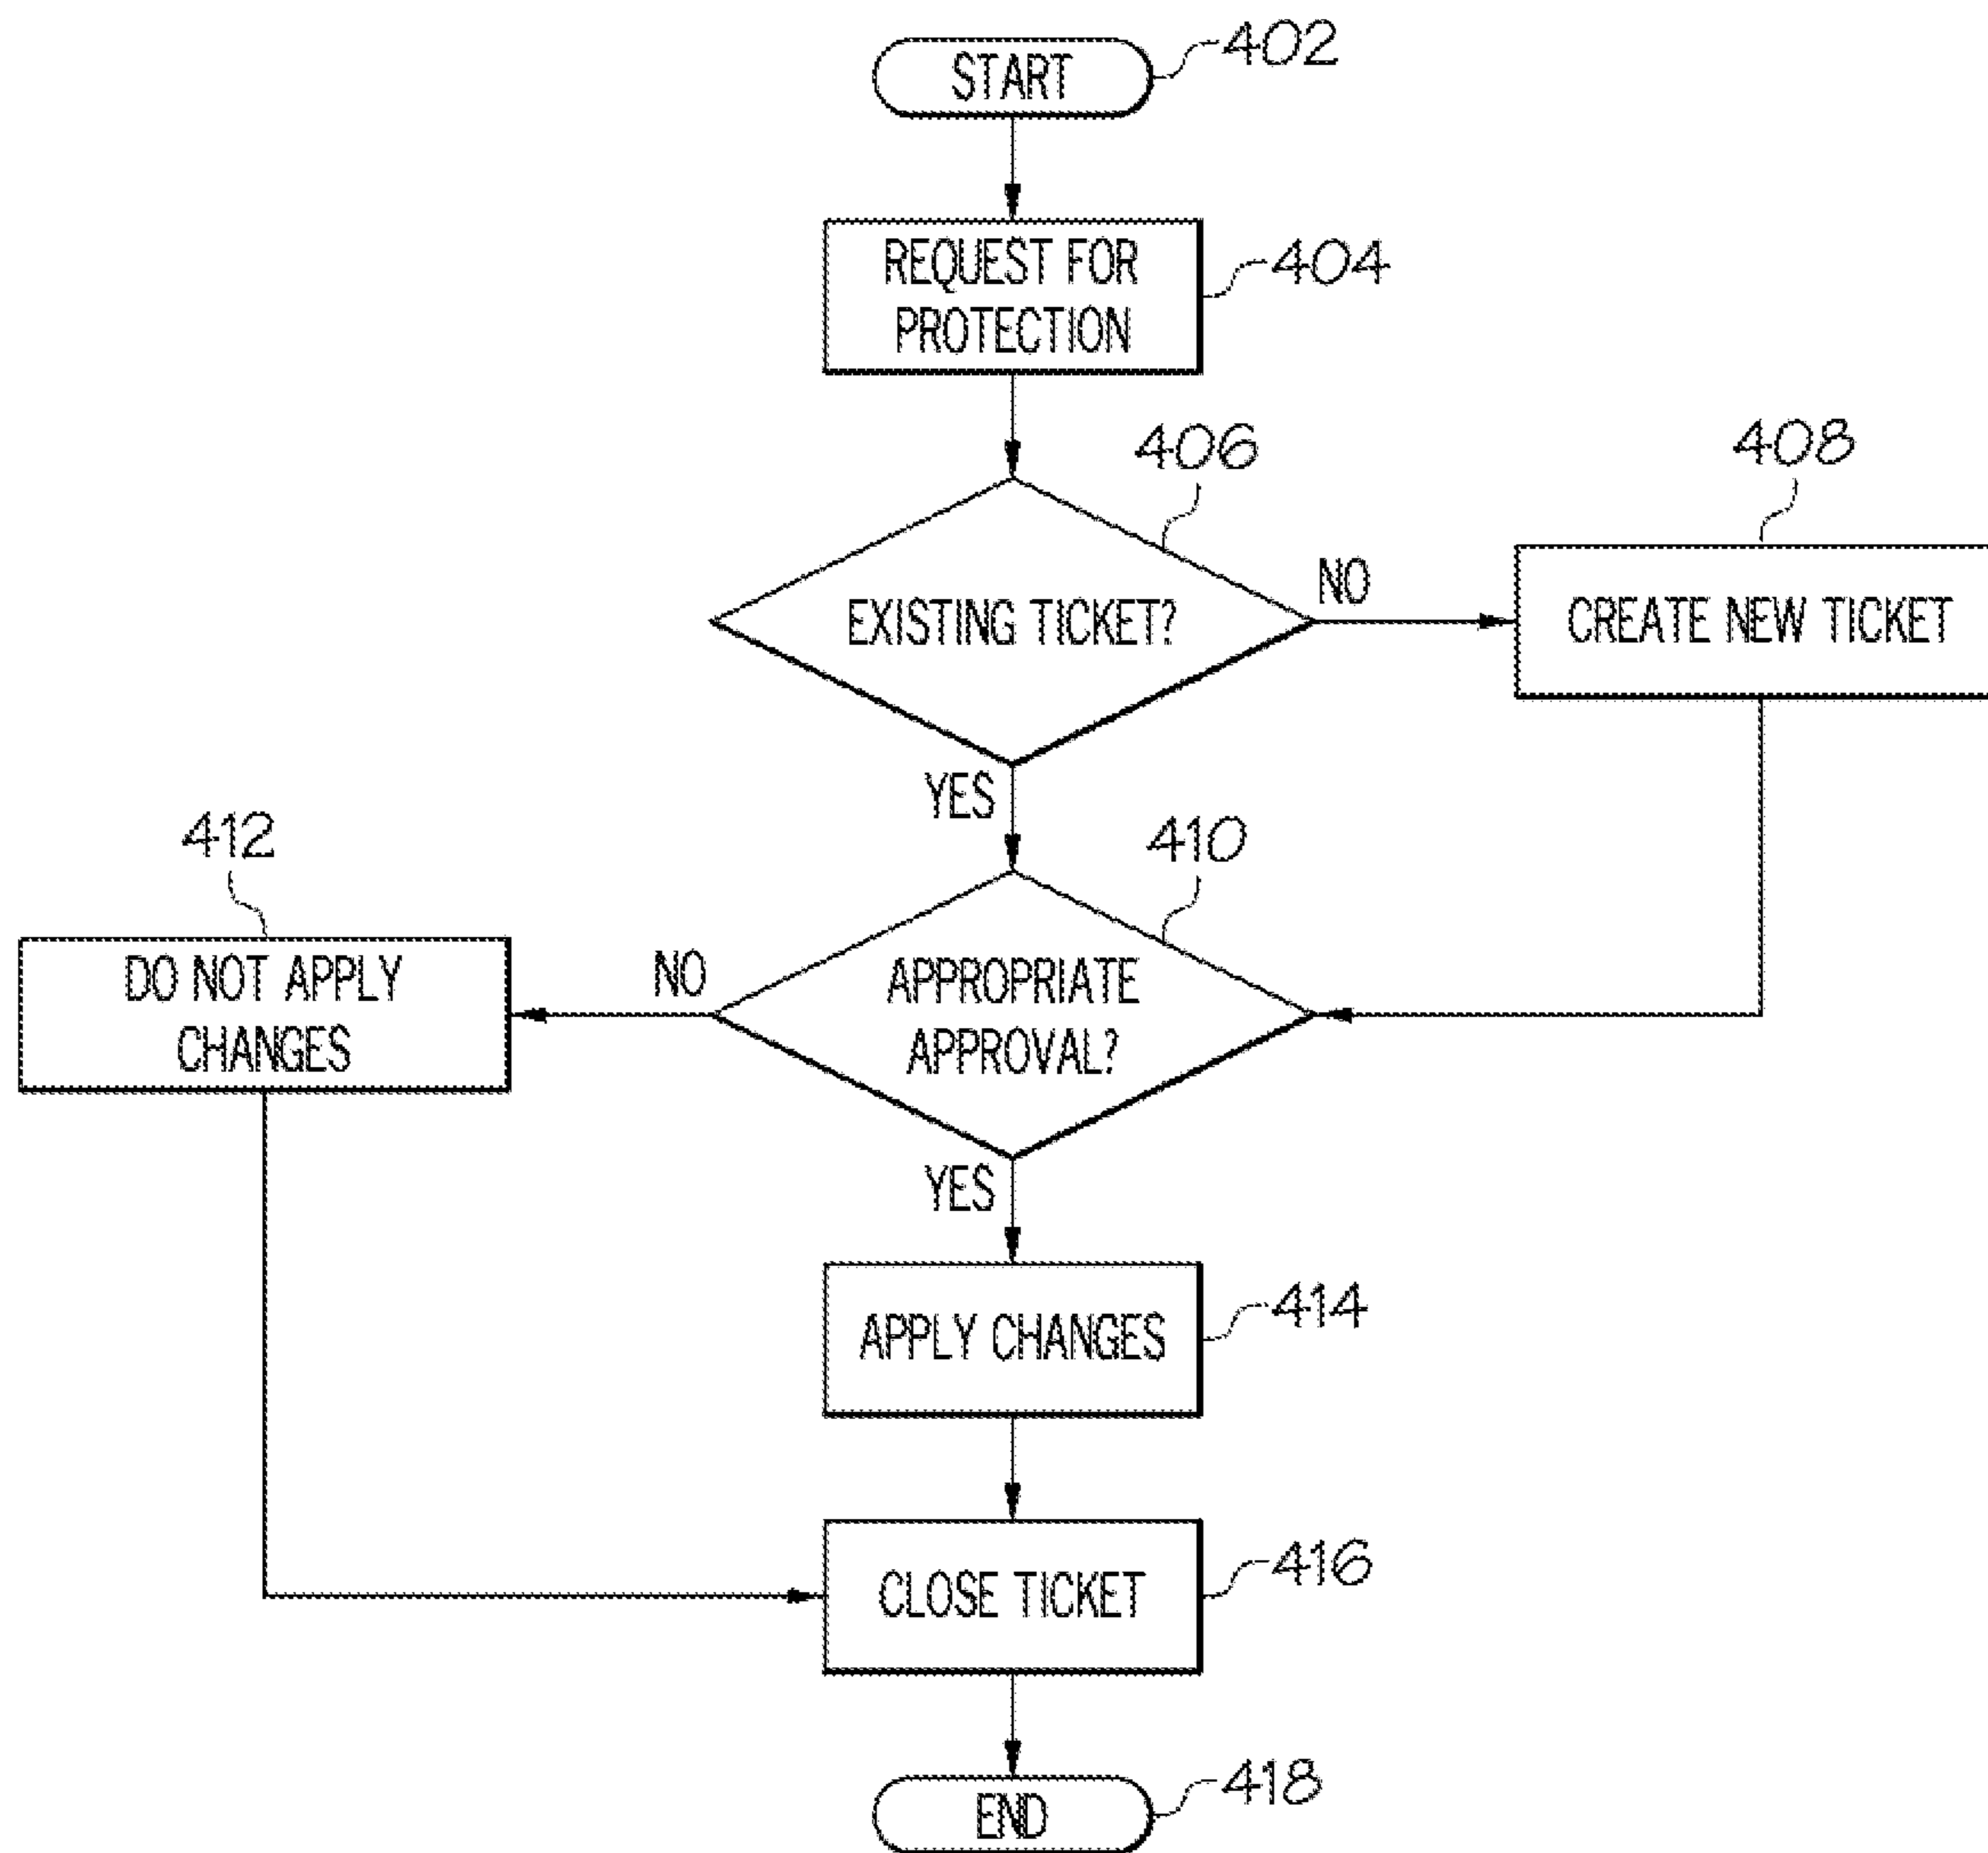 START
402
REQUEST FOR
PROTECTION
404
406
408
EXISTING TICKET?
NO
CREATE NEW TICKET
YES
412
410
DO NOT APPLY
CHANGES
NO
APPROPRIATE
APPROVAL?
YES
APPLY CHANGES
414
CLOSE TICKET
416
END
418